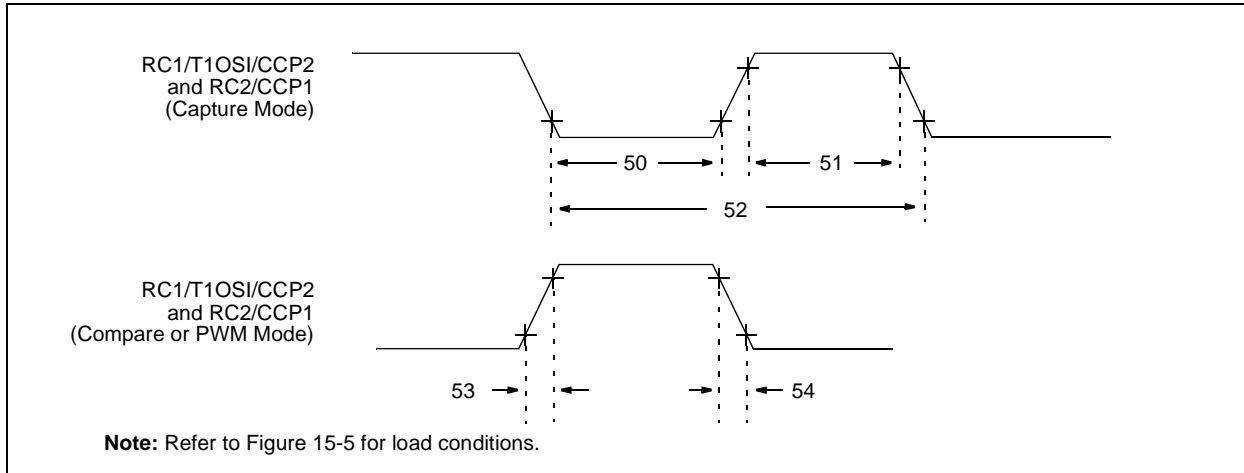 RC1/T1OSI/CCP2
and RC2/CCP1
(Capture Mode)
50
51
52
RC1/T1OSI/CCP2
and RC2/CCP1
(Compare or PWM Mode)
53
54
Note: Refer to Figure 15-5 for load conditions.